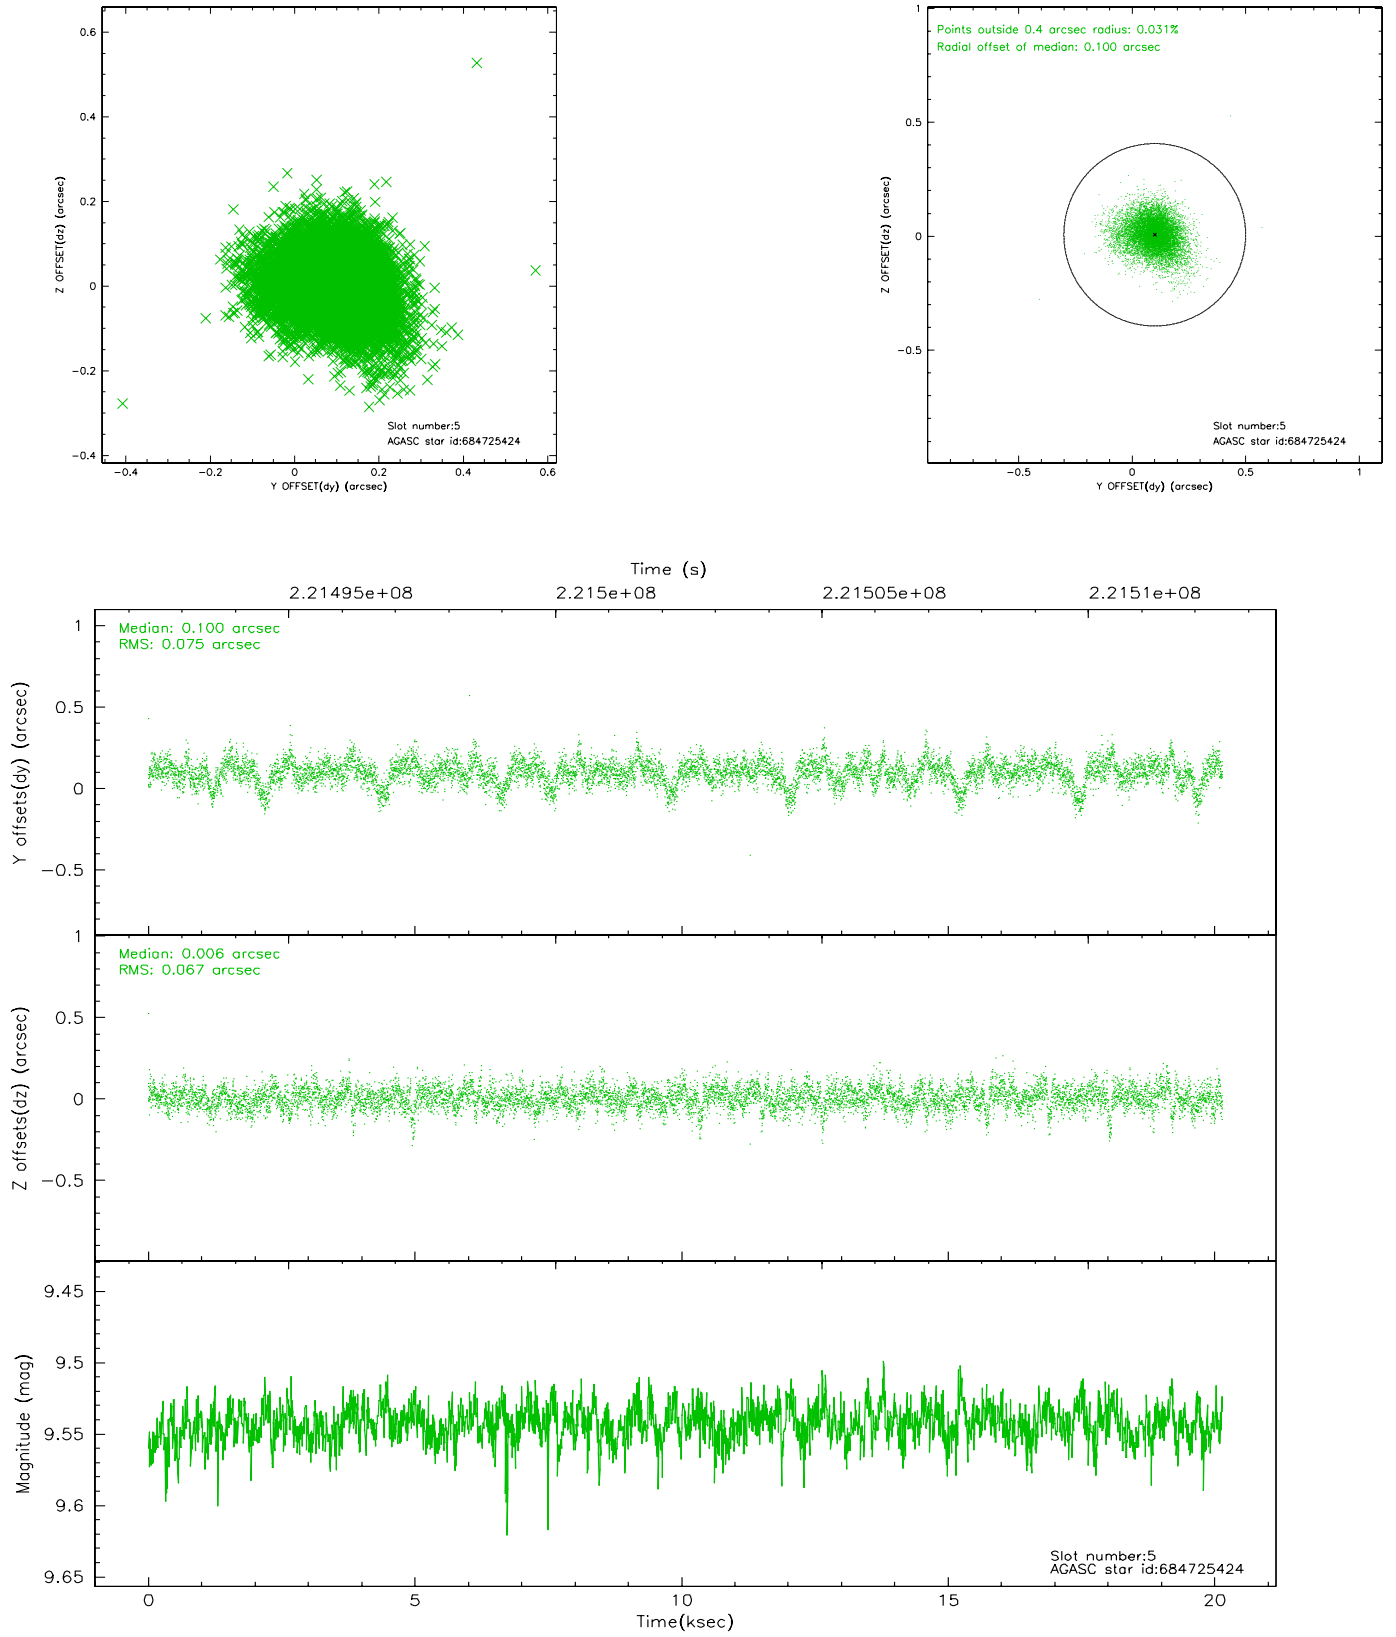 0.6
0.4
0.2
0
−0.2
−0.4
Z OFFSET(dz) (arcsec)
Slot number:5
AGASC star id:684725424
−0.4
−0.2
0
0.2
0.4
0.6
Y OFFSET(dy) (arcsec)
Points outside 0.4 arcsec radius: 0.031%
Radial offset of median: 0.100 arcsec
1
0.5
0
−0.5
Z OFFSET(dz) (arcsec)
Slot number:5
AGASC star id:684725424
−0.5
0
0.5
1
Y OFFSET(dy) (arcsec)
Time (s)
2.21495e+08
2.215e+08
2.21505e+08
2.2151e+08
Median: 0.100 arcsec
RMS: 0.075 arcsec
1
0.5
0
−0.5
Y offsets(dy) (arcsec)
Median: 0.006 arcsec
RMS: 0.067 arcsec
1
0.5
0
−0.5
Z offsets(dz) (arcsec)
9.45
9.5
9.55
9.6
9.65
Magnitude (mag)
Slot number:5
AGASC star id:684725424
0
5
10
15
20
Time(ksec)